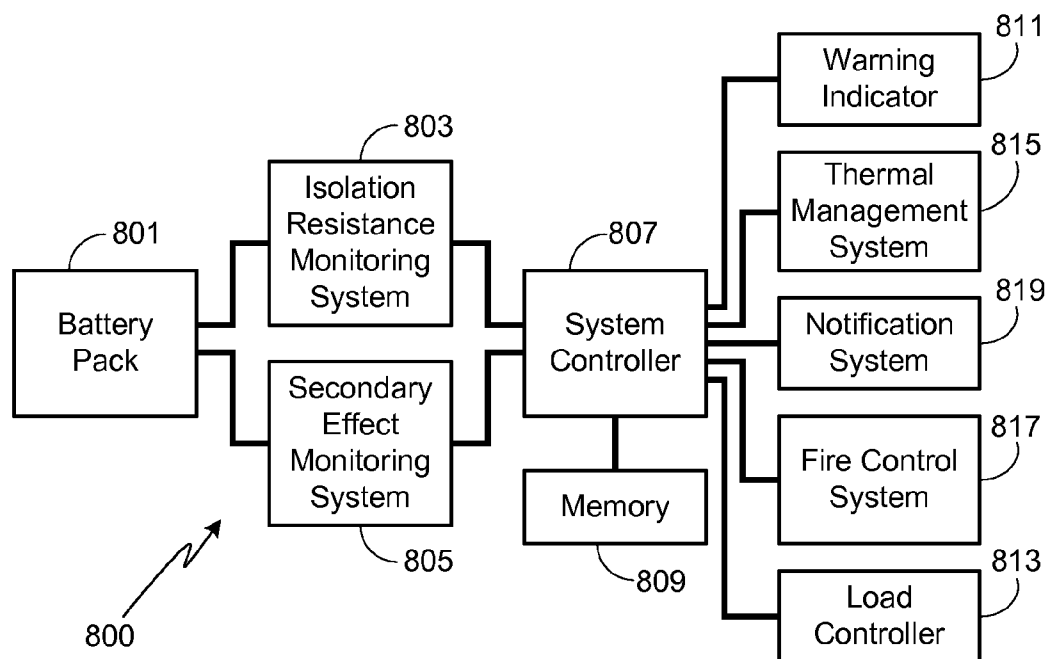 811
Warning
Indicator
803
815
Isolation
Resistance
Monitoring
System
Thermal
Management
System
801
807
Battery
Pack
System
Controller
819
Notification
System
Secondary
Effect
Monitoring
System
817
Fire Control
System
Memory
805
809
813
Load
Controller
800